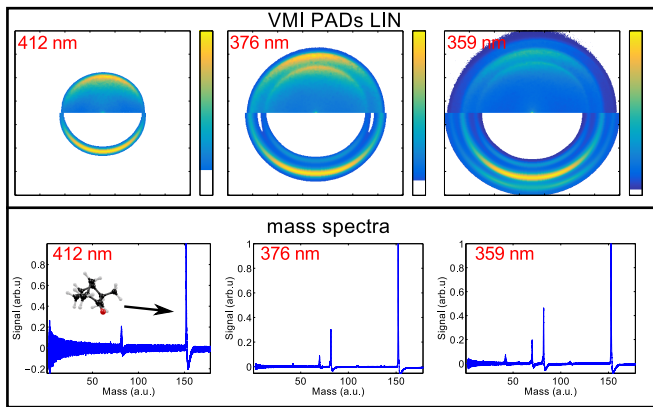 VMI PADs LIN
412 nm
376 nm
359 nm
mass spectra
412 nm
376 nm
359 nm
Signal (arb.u)
1
0.8
0.6
0.4
0.2
0
−0.2
50 100 150
Mass (a.u.)
Signal (arb.u)
1
0.8
0.6
0.4
0.2
0
50 100 150
Mass (a.u.)
Signal (arb.u)
1
0.8
0.6
0.4
0.2
0
50 100 150
Mass (a.u.)